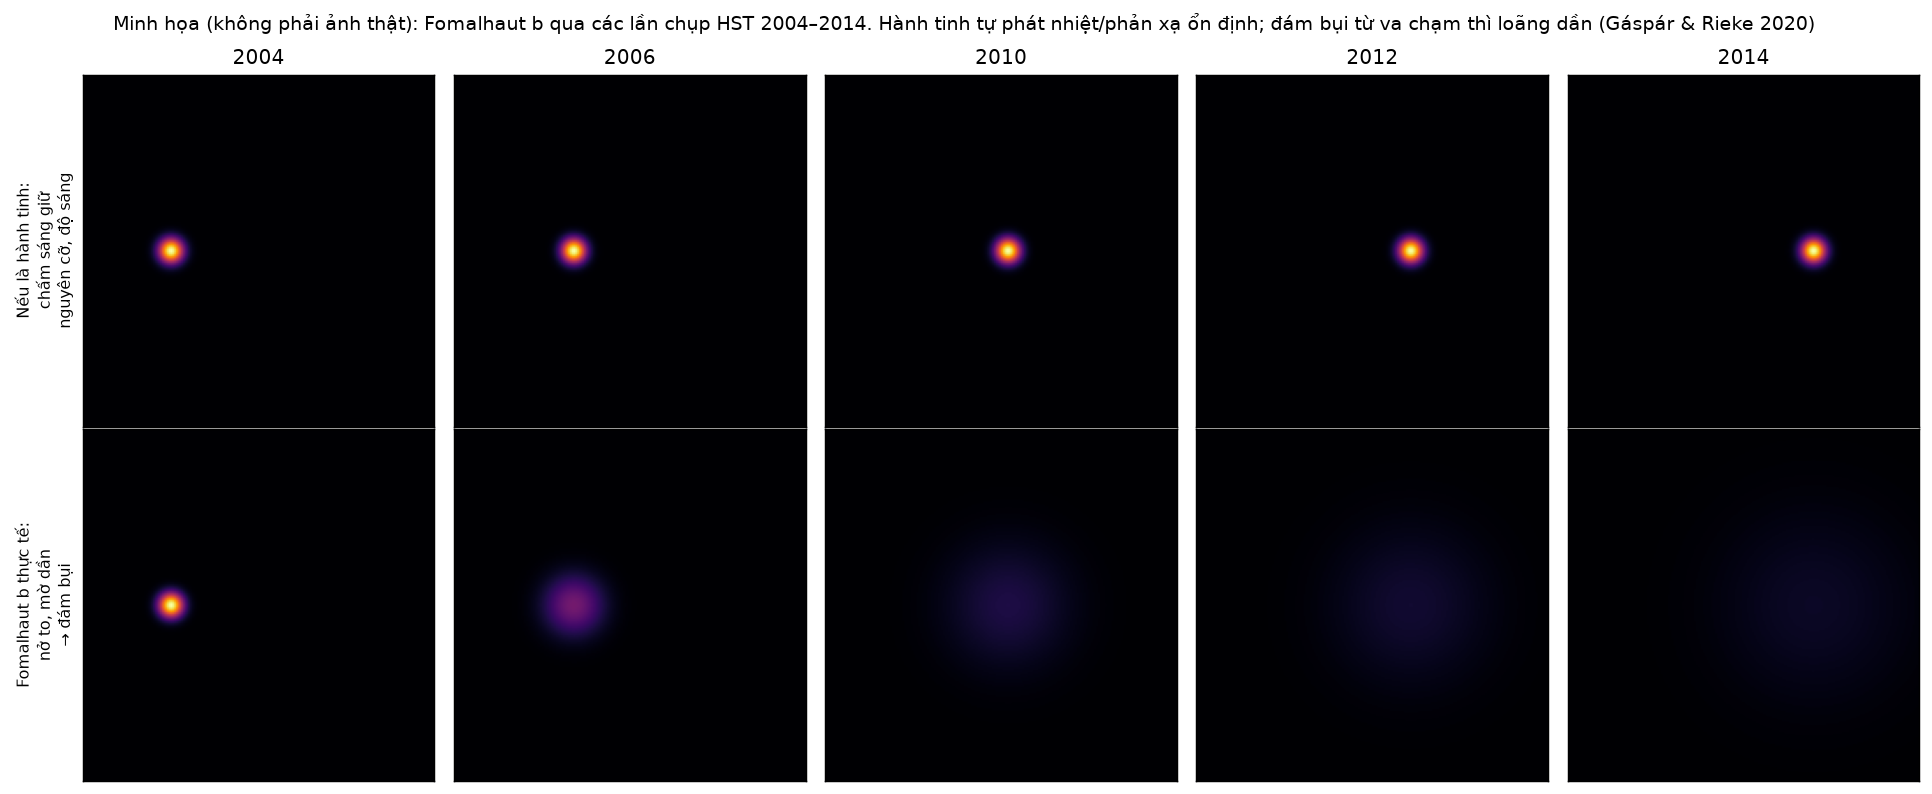 Minh họa (không phải ảnh thật): Fomalhaut b qua các lần chụp HST 2004–2014. Hành tinh tự phát nhiệt/phản xạ ổn định; đám bụi từ va chạm thì loãng dần (Gáspár & Rieke 2020)
2004
2006
2010
2012
2014
Nếu là hành tinh:
chấm sáng giữ
nguyên cỡ, độ sáng
Fomalhaut b thực tế:
nở to, mờ dần
→ đám bụi